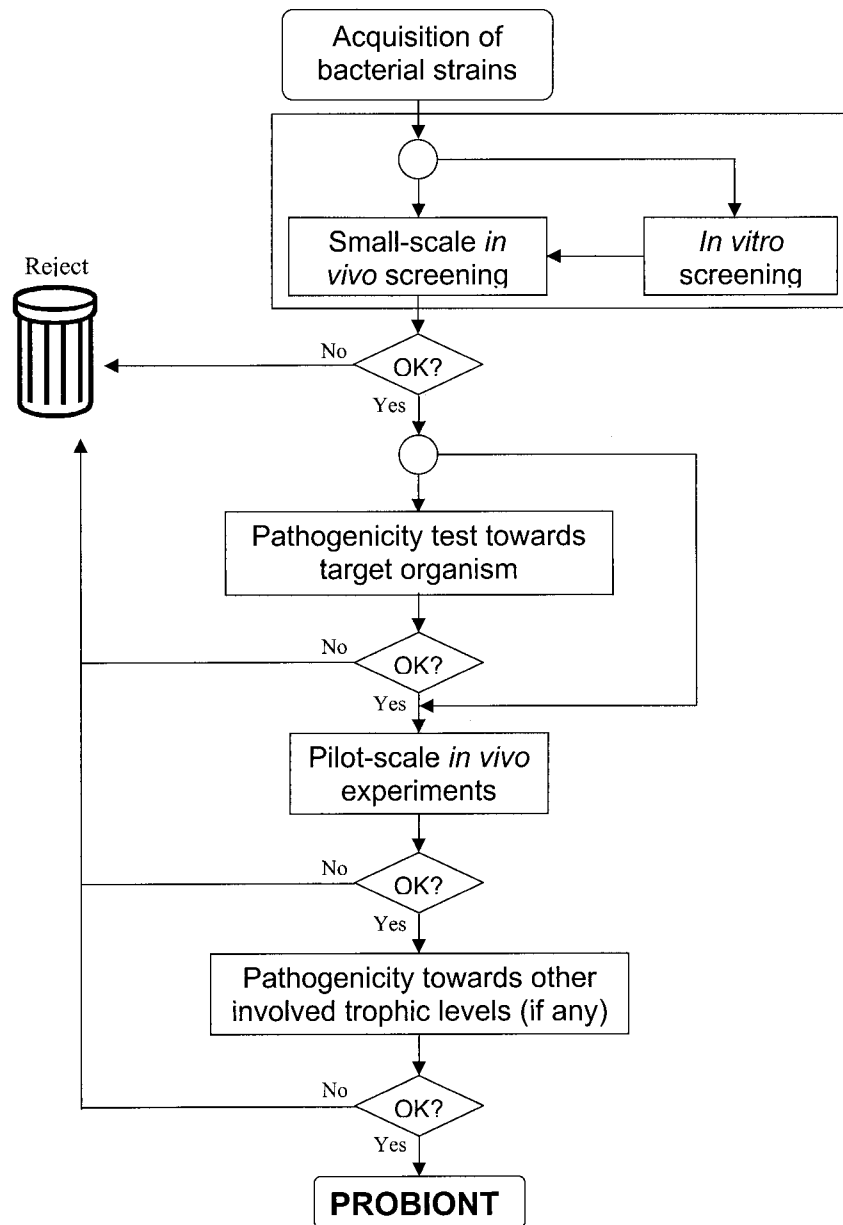 Acquisition of
bacterial strains
Small-scale in
vivo screening
In vitro
screening
Reject
No
OK?
Yes
Pathogenicity test towards
target organism
No
OK?
Yes
Pilot-scale in vivo
experiments
No
OK?
Yes
Pathogenicity towards other
involved trophic levels (if any)
No
OK?
Yes
PROBIONT